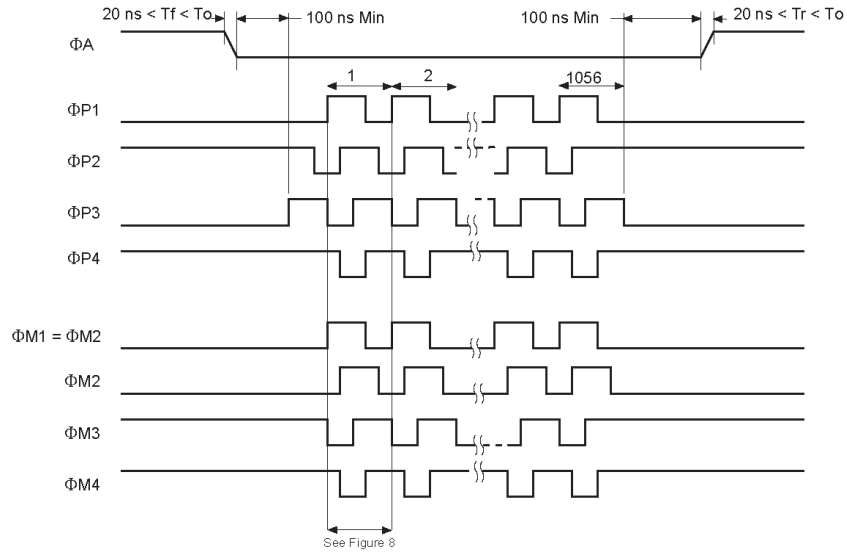 20 ns < Tf < To
100 ns Min
100 ns Min
20 ns < Tr < To
ΦA
1
2
1056
ΦP1
ΦP2
ΦP3
ΦP4
ΦM1 = ΦM2
ΦM2
ΦM3
ΦM4
See Figure 8